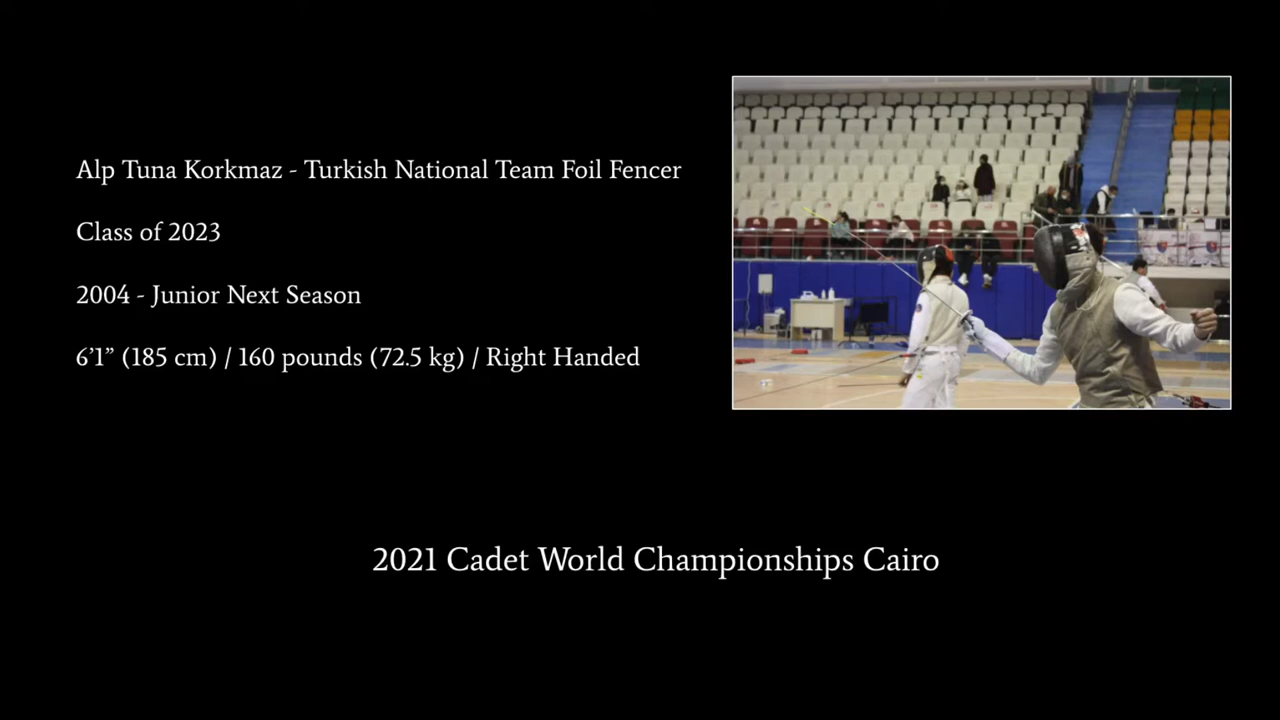 Alp Tuna Korkmaz - Turkish National Team Foil Fencer
Class of 2023
2004 - Junior Next Season
6’1” (185 cm) / 160 pounds (72.5 kg) / Right Handed
2021 Cadet World Championships Cairo